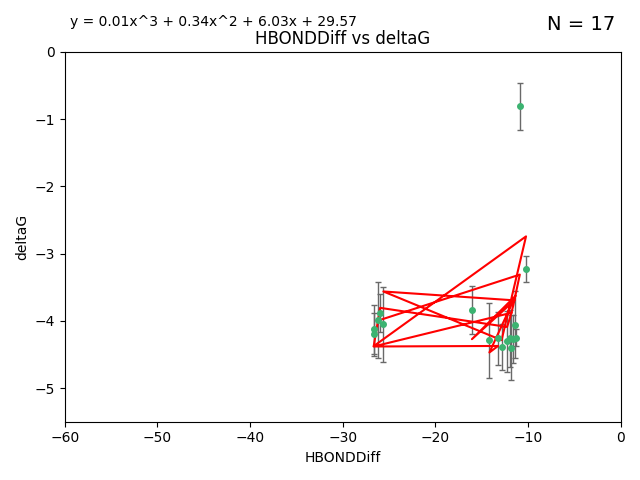 y = 0.01x^3 + 0.34x^2 + 6.03x + 29.57
N = 17
HBONDDiff vs deltaG
0
−1
−2
−3
−4
−5
deltaG
−60 −50 −40 −30 −20 −10 0
HBONDDiff